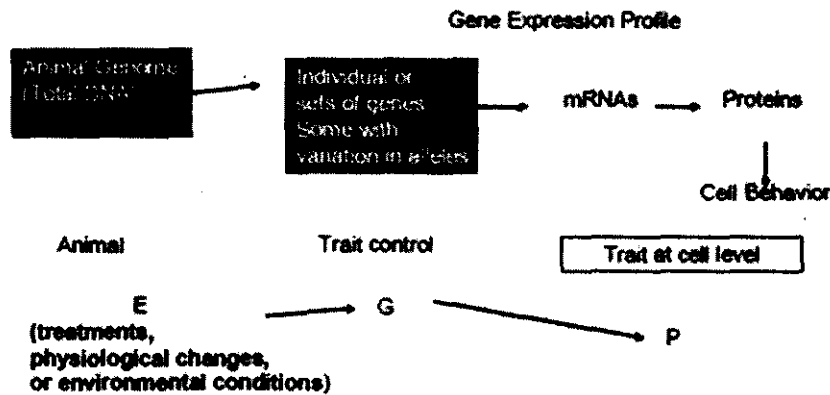 Gene Expression Profile
Animal Genome
(Total DNA)
Individual or
sets of genes
Some with
variation in alleles
mRNAs
Proteins
Cell Behavior
Animal
Trait control
Trait at cell level
E
(treatments,
physiological changes,
or environmental conditions)
G
P